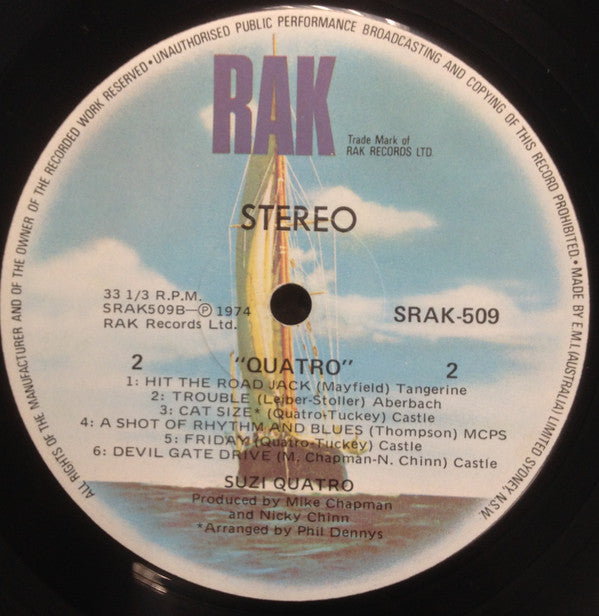 ALL RIGHTS OF THE MANUFACTURER AND OF THE OWNER OF THE RECORDED WORK RESERVED • UNAUTHORISED PUBLIC PERFORMANCE BROADCASTING AND COPYING OF THIS RECORD PROHIBITED. • MADE BY E.M.I. (AUSTRALIA) LIMITED SYDNEY, N.S.W.
RAK
Trade Mark of
RAK RECORDS LTD
STEREO
33 1/3 R.P.M.
SRAK509B—Ⓟ 1974
RAK Records Ltd.
SRAK-509
2 "QUATRO" 2
1: HIT THE ROAD JACK (Mayfield) Tangerine
2: TROUBLE (Leiber-Stoller) Aberbach
3: CAT SIZE* (Quatro-Tuckey) Castle
4: A SHOT OF RHYTHM AND BLUES (Thompson) MCPS
5: FRIDAY (Quatro-Tuckey) Castle
6: DEVIL GATE DRIVE (M. Chapman-N. Chinn) Castle
SUZI QUATRO
Produced by Mike Chapman
and Nicky Chinn
*Arranged by Phil Dennys